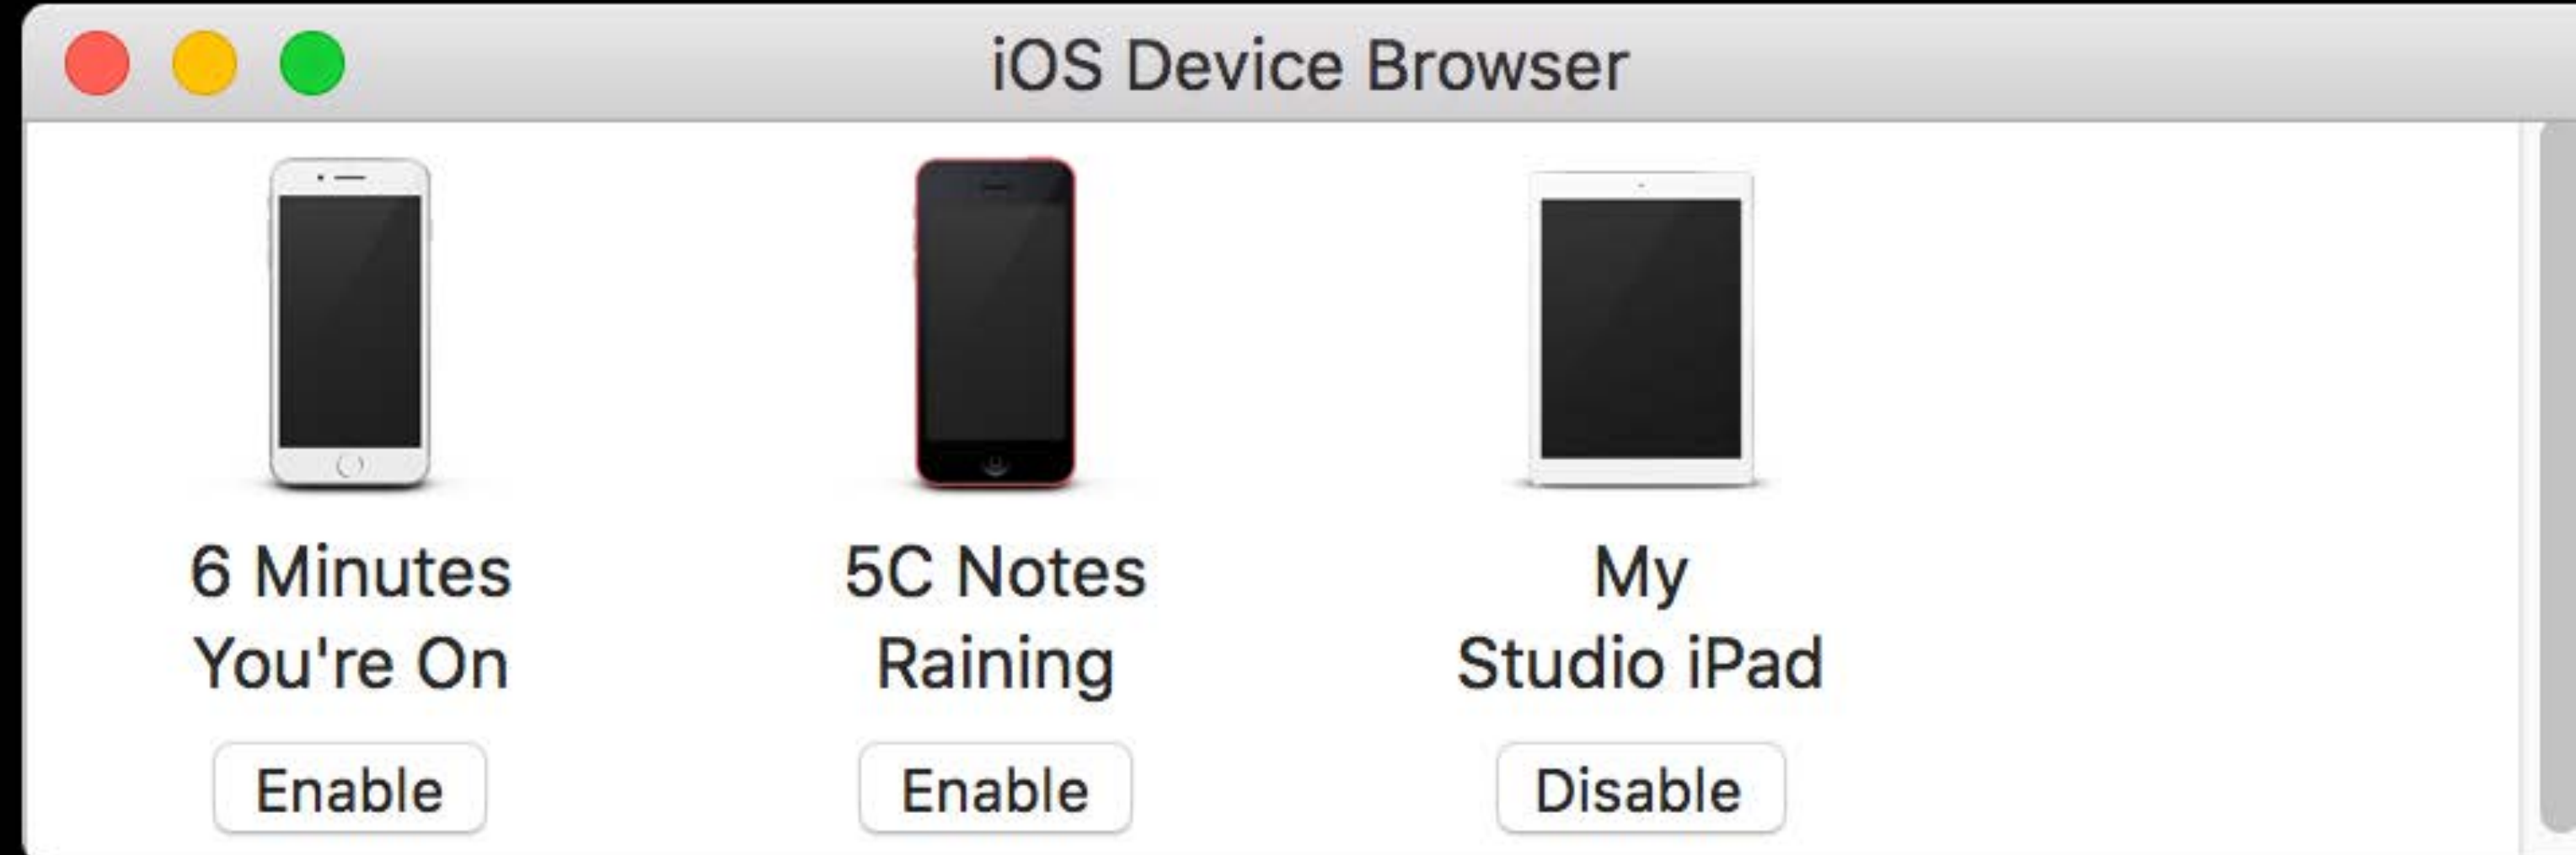 iOS Device Browser
6 Minutes
You're On
Enable
5C Notes
Raining
Enable
My
Studio iPad
Disable